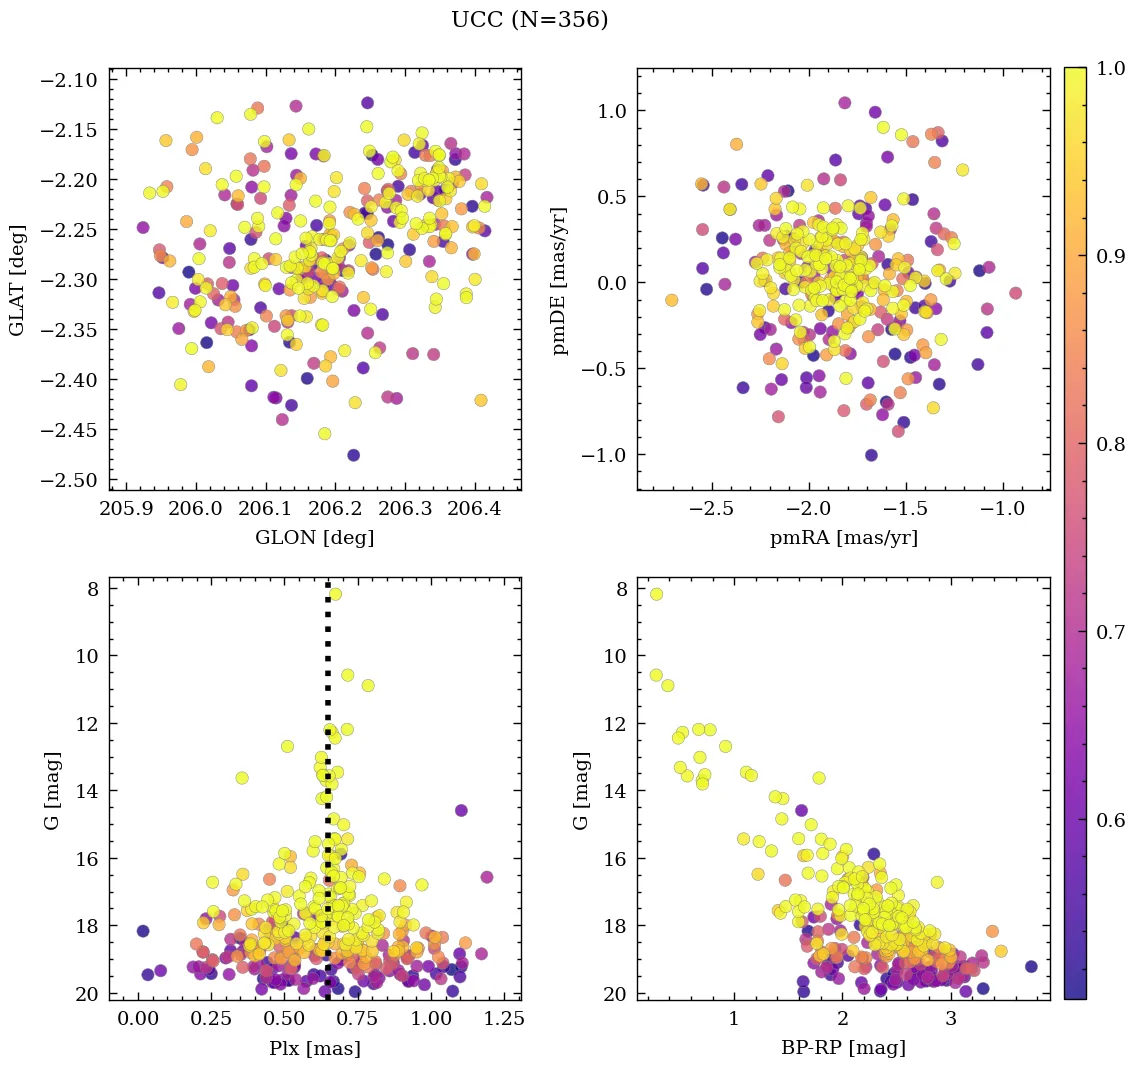 UCC (N=356)
−2.10
−2.15
−2.20
−2.25
−2.30
−2.35
−2.40
−2.45
−2.50
GLAT [deg]
205.9 206.0 206.1 206.2 206.3 206.4
GLON [deg]
1.0
0.5
0.0
−0.5
−1.0
pmDE [mas/yr]
−2.5 −2.0 −1.5 −1.0
pmRA [mas/yr]
1.0
0.9
0.8
0.7
0.6
8
10
12
14
16
18
20
G [mag]
0.00 0.25 0.50 0.75 1.00 1.25
Plx [mas]
8
10
12
14
16
18
20
G [mag]
1 2 3
BP-RP [mag]